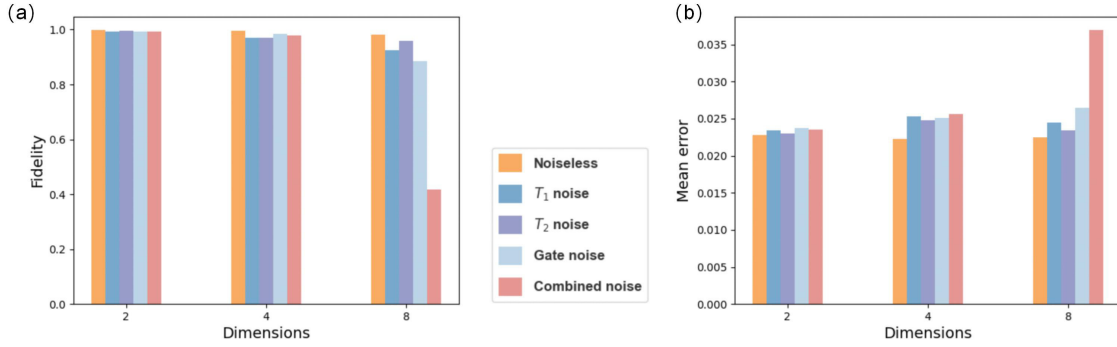 (a)
Fidelity
1.0
0.8
0.6
0.4
0.2
0.0
2
4
8
Dimensions
Noiseless
T₁ noise
T₂ noise
Gate noise
Combined noise
(b)
Mean error
0.035
0.030
0.025
0.020
0.015
0.010
0.005
0.000
2
4
8
Dimensions